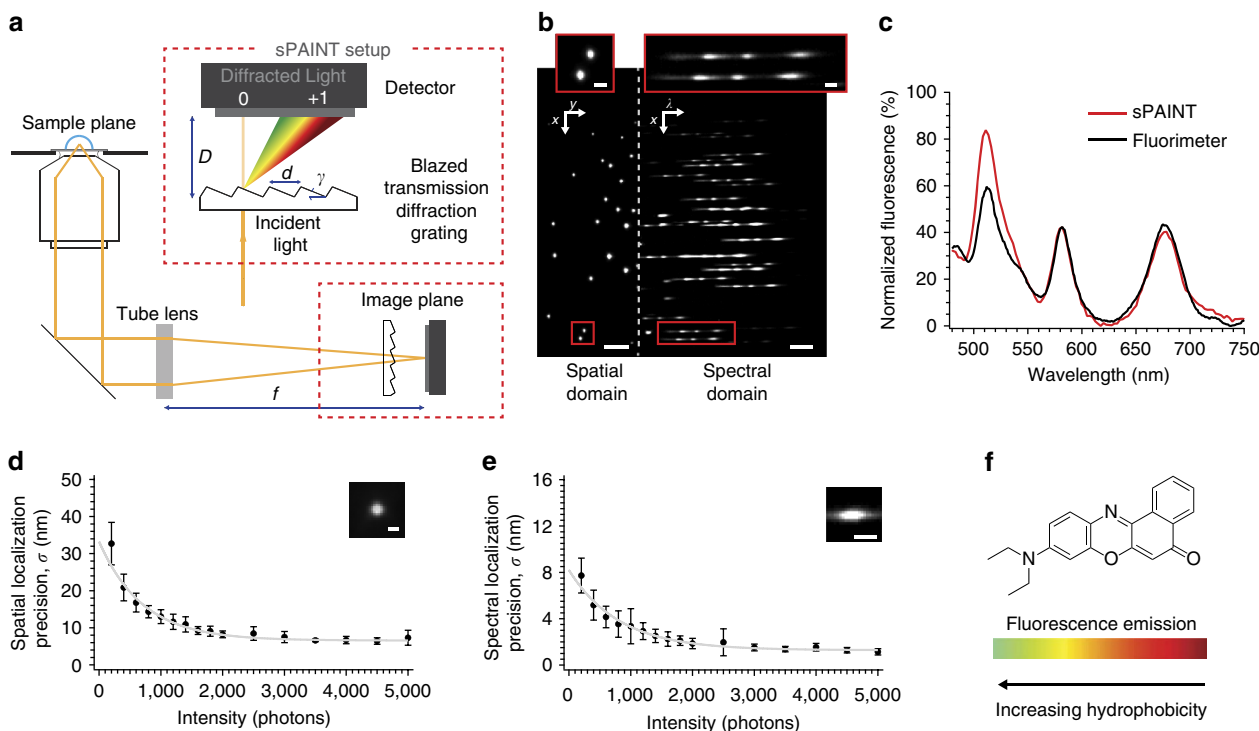 a
sPAINT setup
Diffracted Light
0 +1
Detector
Sample plane
D
d
γ
Blazed
transmission
diffraction
grating
Incident
light
Tube lens
Image plane
f
b
y
x
λ
x
Spatial
domain
Spectral
domain
c
Normalized fluorescence (%)
100
80
60
40
20
0
sPAINT
Fluorimeter
500 550 600 650 700 750
Wavelength (nm)
d
Spatial localization
precision, σ (nm)
50
40
30
20
10
0
0 1,000 2,000 3,000 4,000 5,000
Intensity (photons)
e
Spectral localization
precision, σ (nm)
16
12
8
4
0
0 1,000 2,000 3,000 4,000 5,000
Intensity (photons)
f
N
N
O
O
Fluorescence emission
Increasing hydrophobicity